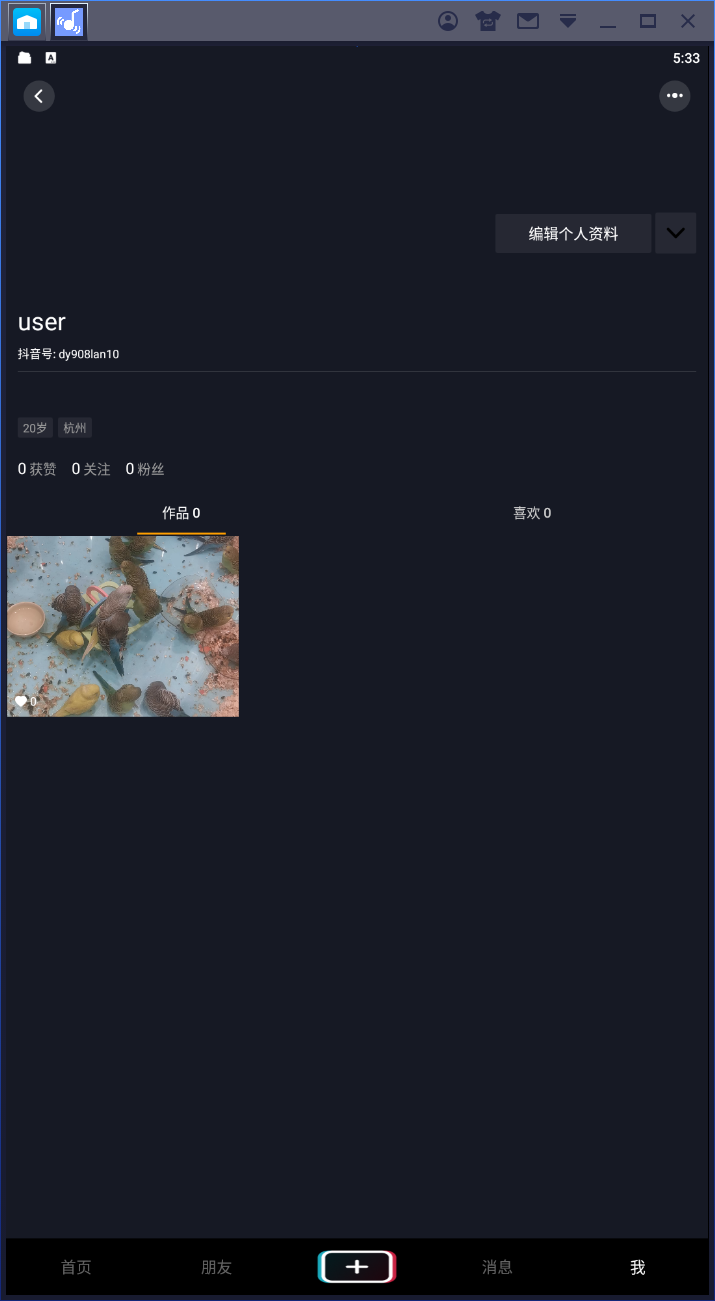 A
5:33
编辑个人资料
user
抖音号: dy908lan10
20岁 杭州
0 获赞 0 关注 0 粉丝
作品 0 喜欢 0
0
首页 朋友 消息 我